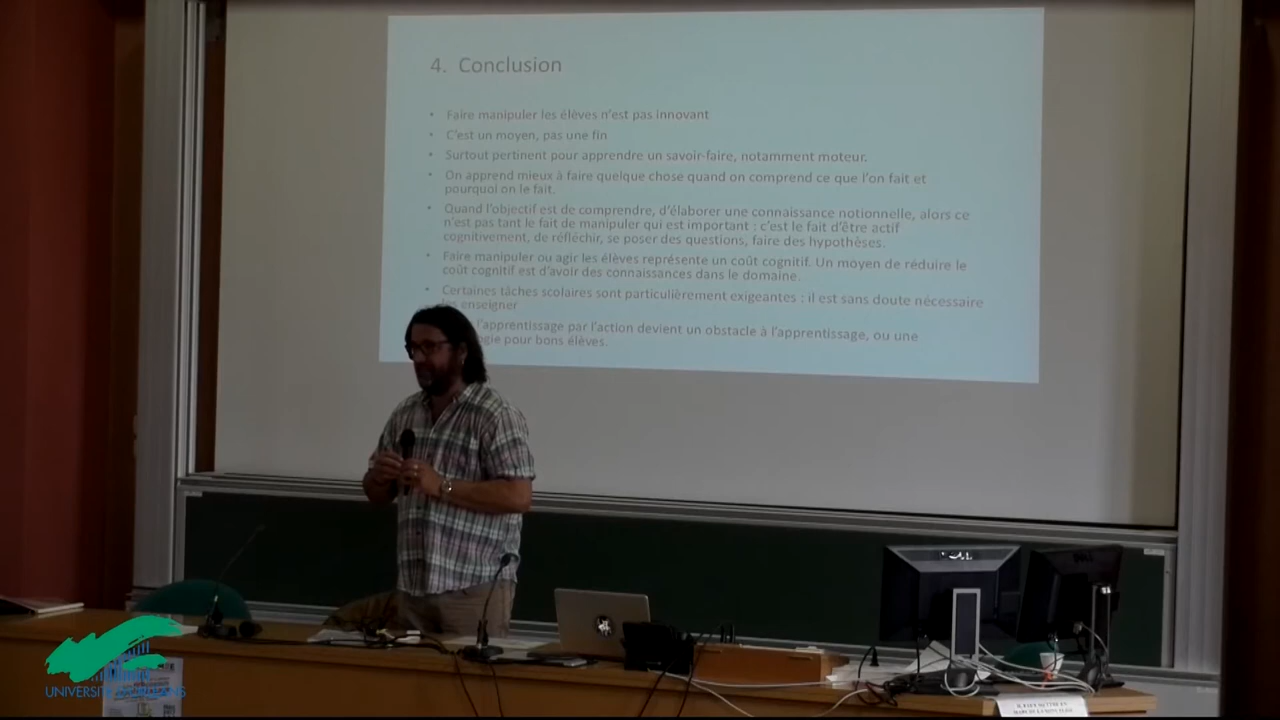 4. Conclusion
• Faire manipuler les élèves n'est pas innovant
• C'est un moyen, pas une fin
• Surtout pertinent pour apprendre un savoir-faire, notamment moteur.
• On apprend mieux à faire quelque chose quand on comprend ce que l'on fait et
pourquoi on le fait.
• Quand l'objectif est de comprendre, d'élaborer une connaissance notionnelle, alors ce
n'est pas tant le fait de manipuler qui est important : c'est le fait d'être actif
cognitivement, de réfléchir, se poser des questions, faire des hypothèses.
• Faire manipuler ou agir les élèves représente un coût cognitif. Un moyen de réduire le
coût cognitif est d'avoir des connaissances dans le domaine.
• Certaines tâches scolaires sont particulièrement exigeantes : il est sans doute nécessaire
les enseigner
l'apprentissage par l'action devient un obstacle à l'apprentissage, ou une
ogie pour bons élèves.
DELL
UNIVERSITÉ D'ORLÉANS